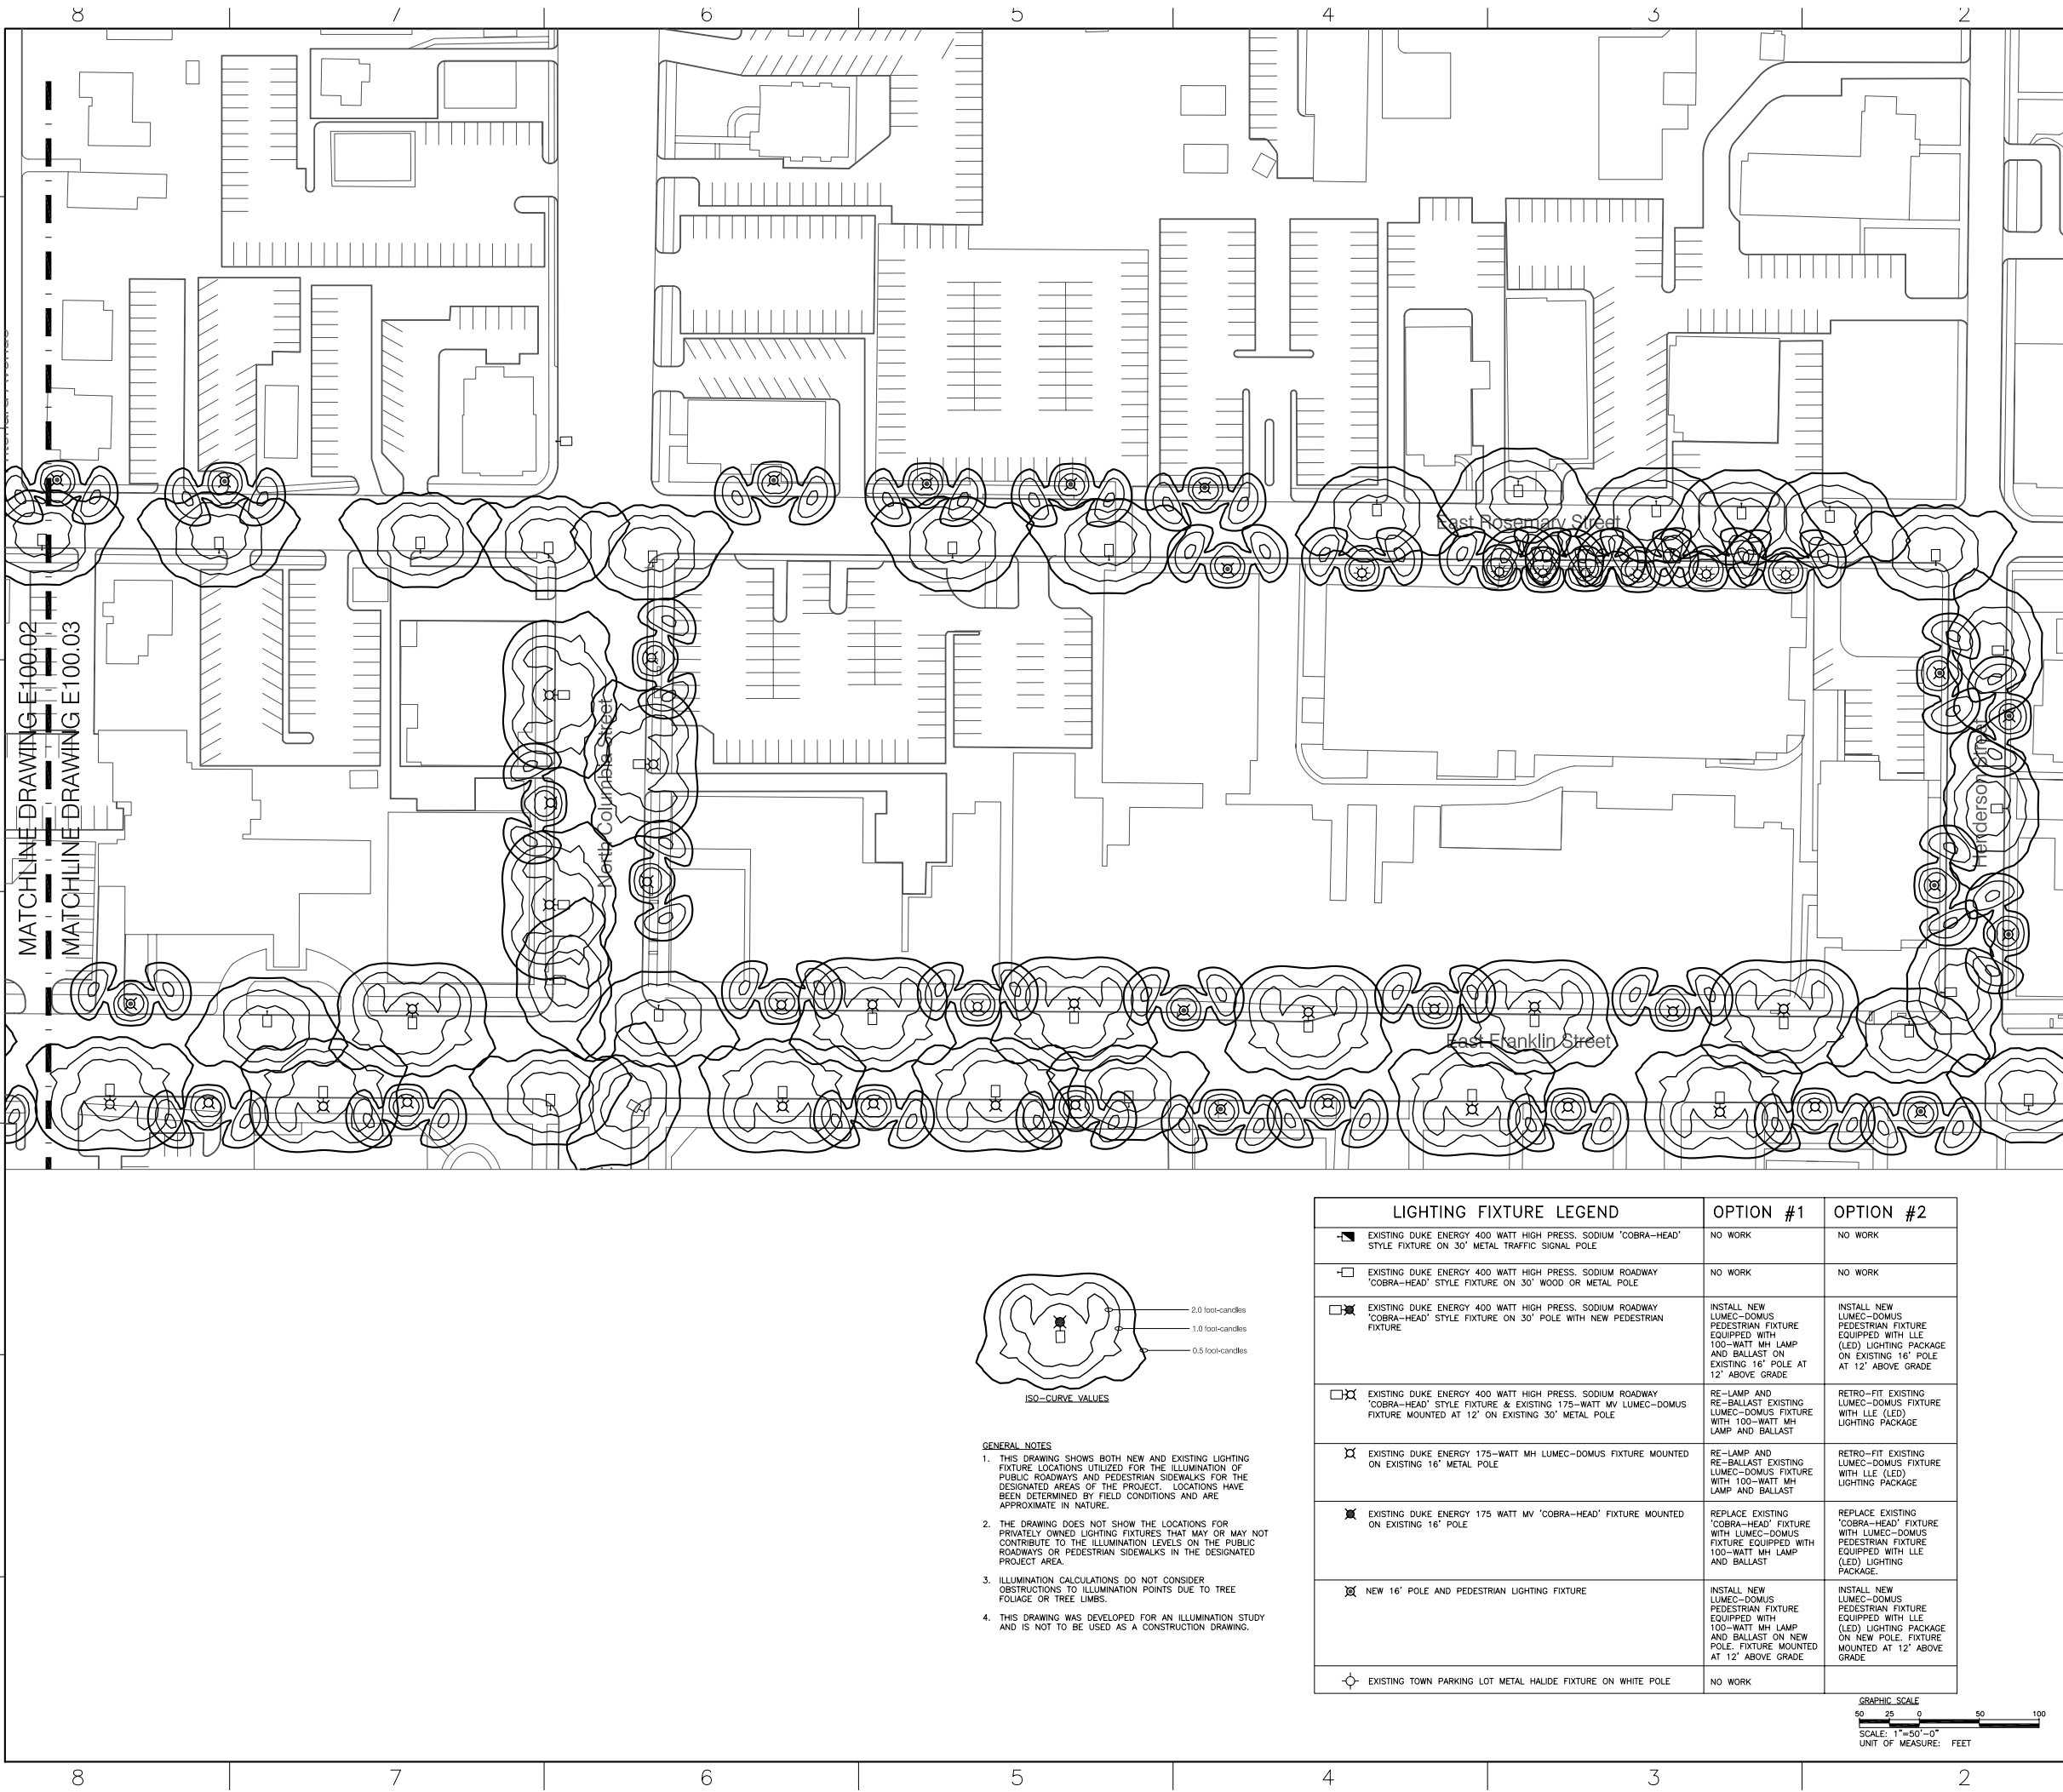 8 7 6 5 4 3 2
East Rosemary Street
MATCHLINE DRAWING E100.02
MATCHLINE DRAWING E100.03
North Columbia Street
Henderson Street
East Franklin Street
2.0 foot-candles
1.0 foot-candles
0.5 foot-candles
ISO-CURVE VALUES
GENERAL NOTES
1. THIS DRAWING SHOWS BOTH NEW AND EXISTING LIGHTING
FIXTURE LOCATIONS UTILIZED FOR THE ILLUMINATION OF
PUBLIC ROADWAYS AND PEDESTRIAN SIDEWALKS FOR THE
DESIGNATED AREAS OF THE PROJECT. LOCATIONS HAVE
BEEN DETERMINED BY FIELD CONDITIONS AND ARE
APPROXIMATE IN NATURE.
2. THE DRAWING DOES NOT SHOW THE LOCATIONS FOR
PRIVATELY OWNED LIGHTING FIXTURES THAT MAY OR MAY NOT
CONTRIBUTE TO THE ILLUMINATION LEVELS ON THE PUBLIC
ROADWAYS OR PEDESTRIAN SIDEWALKS IN THE DESIGNATED
PROJECT AREA.
3. ILLUMINATION CALCULATIONS DO NOT CONSIDER
OBSTRUCTIONS TO ILLUMINATION POINTS DUE TO TREE
FOLIAGE OR TREE LIMBS.
4. THIS DRAWING WAS DEVELOPED FOR AN ILLUMINATION STUDY
AND IS NOT TO BE USED AS A CONSTRUCTION DRAWING.
LIGHTING FIXTURE LEGEND
OPTION #1
OPTION #2
EXISTING DUKE ENERGY 400 WATT HIGH PRESS. SODIUM 'COBRA-HEAD'
STYLE FIXTURE ON 30' METAL TRAFFIC SIGNAL POLE
NO WORK
NO WORK
EXISTING DUKE ENERGY 400 WATT HIGH PRESS. SODIUM ROADWAY
'COBRA-HEAD' STYLE FIXTURE ON 30' WOOD OR METAL POLE
NO WORK
NO WORK
EXISTING DUKE ENERGY 400 WATT HIGH PRESS. SODIUM ROADWAY
'COBRA-HEAD' STYLE FIXTURE ON 30' POLE WITH NEW PEDESTRIAN
FIXTURE
INSTALL NEW
LUMEC-DOMUS
PEDESTRIAN FIXTURE
EQUIPPED WITH
100-WATT MH LAMP
AND BALLAST ON
EXISTING 16' POLE AT
12' ABOVE GRADE
INSTALL NEW
LUMEC-DOMUS
PEDESTRIAN FIXTURE
EQUIPPED WITH LLE
(LED) LIGHTING PACKAGE
ON EXISTING 16' POLE
AT 12' ABOVE GRADE
EXISTING DUKE ENERGY 400 WATT HIGH PRESS. SODIUM ROADWAY
'COBRA-HEAD' STYLE FIXTURE & EXISTING 175-WATT MV LUMEC-DOMUS
FIXTURE MOUNTED AT 12' ON EXISTING 30' METAL POLE
RE-LAMP AND
RE-BALLAST EXISTING
LUMEC-DOMUS FIXTURE
WITH 100-WATT MH
LAMP AND BALLAST
RETRO-FIT EXISTING
LUMEC-DOMUS FIXTURE
WITH LLE (LED)
LIGHTING PACKAGE
EXISTING DUKE ENERGY 175-WATT MH LUMEC-DOMUS FIXTURE MOUNTED
ON EXISTING 16' METAL POLE
RE-LAMP AND
RE-BALLAST EXISTING
LUMEC-DOMUS FIXTURE
WITH 100-WATT MH
LAMP AND BALLAST
RETRO-FIT EXISTING
LUMEC-DOMUS FIXTURE
WITH LLE (LED)
LIGHTING PACKAGE
EXISTING DUKE ENERGY 175 WATT MV 'COBRA-HEAD' FIXTURE MOUNTED
ON EXISTING 16' POLE
REPLACE EXISTING
'COBRA-HEAD' FIXTURE
WITH LUMEC-DOMUS
FIXTURE EQUIPPED WITH
100-WATT MH LAMP
AND BALLAST
REPLACE EXISTING
'COBRA-HEAD' FIXTURE
WITH LUMEC-DOMUS
PEDESTRIAN FIXTURE
EQUIPPED WITH LLE
(LED) LIGHTING
PACKAGE.
NEW 16' POLE AND PEDESTRIAN LIGHTING FIXTURE
INSTALL NEW
LUMEC-DOMUS
PEDESTRIAN FIXTURE
EQUIPPED WITH
100-WATT MH LAMP
AND BALLAST ON NEW
POLE. FIXTURE MOUNTED
AT 12' ABOVE GRADE
INSTALL NEW
LUMEC-DOMUS
PEDESTRIAN FIXTURE
EQUIPPED WITH LLE
(LED) LIGHTING PACKAGE
ON NEW POLE. FIXTURE
MOUNTED AT 12' ABOVE
GRADE
EXISTING TOWN PARKING LOT METAL HALIDE FIXTURE ON WHITE POLE
NO WORK
GRAPHIC SCALE
50 25 0 50 100
SCALE: 1"=50'-0"
UNIT OF MEASURE: FEET
8 7 6 5 4 3 2